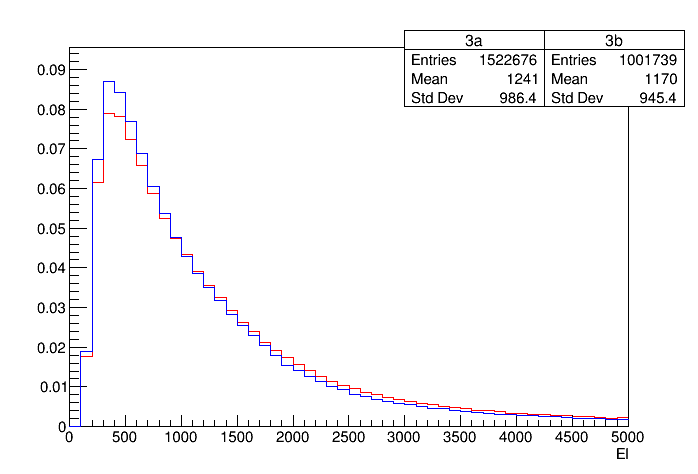 3a 3b
Entries 1522676 Entries 1001739
Mean 1241 Mean 1170
Std Dev 986.4 Std Dev 945.4
0.09
0.08
0.07
0.06
0.05
0.04
0.03
0.02
0.01
0
0 500 1000 1500 2000 2500 3000 3500 4000 4500 5000
El